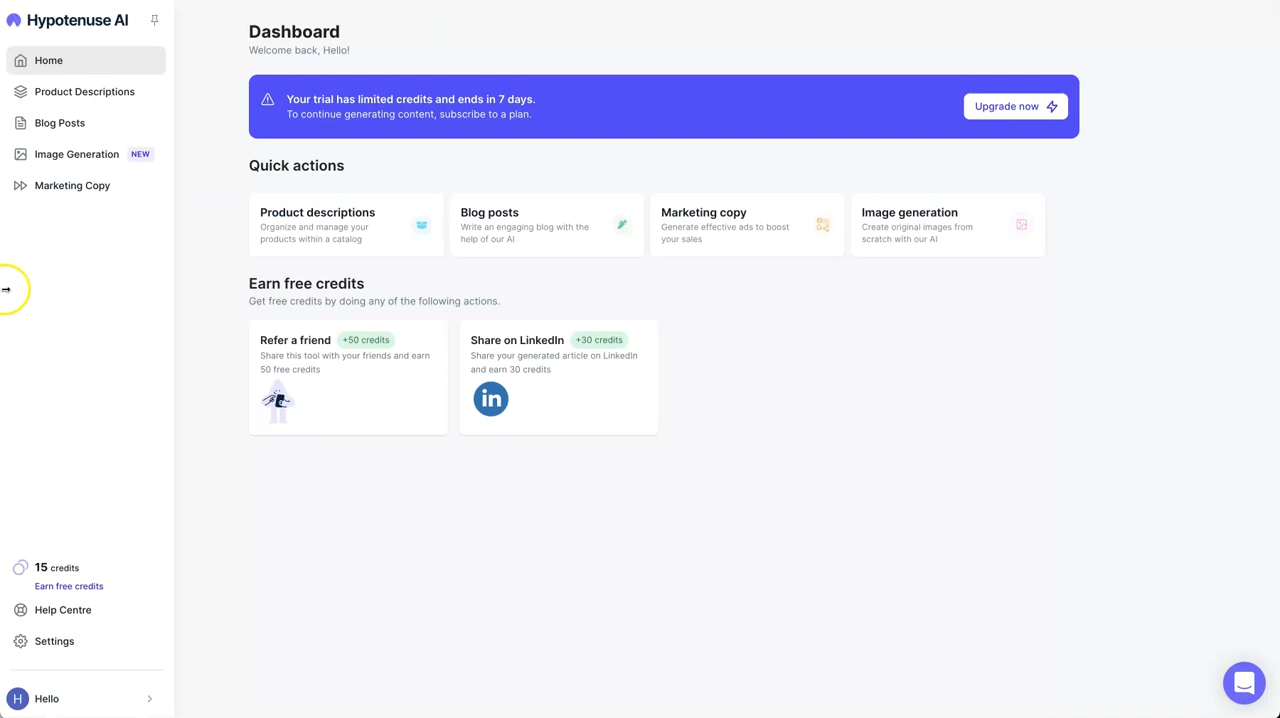 Hypotenuse AI
Home
Product Descriptions
Blog Posts
Image Generation NEW
Marketing Copy
15 credits
Earn free credits
Help Centre
Settings
H Hello
Dashboard
Welcome back, Hello!
Your trial has limited credits and ends in 7 days.
To continue generating content, subscribe to a plan.
Upgrade now
Quick actions
Product descriptions
Organize and manage your
products within a catalog
Blog posts
Write an engaging blog with the
help of our AI
Marketing copy
Generate effective ads to boost
your sales
Image generation
Create original images from
scratch with our AI
Earn free credits
Get free credits by doing any of the following actions.
Refer a friend +50 credits
Share this tool with your friends and earn
50 free credits
Share on LinkedIn +30 credits
Share your generated article on LinkedIn
and earn 30 credits
in